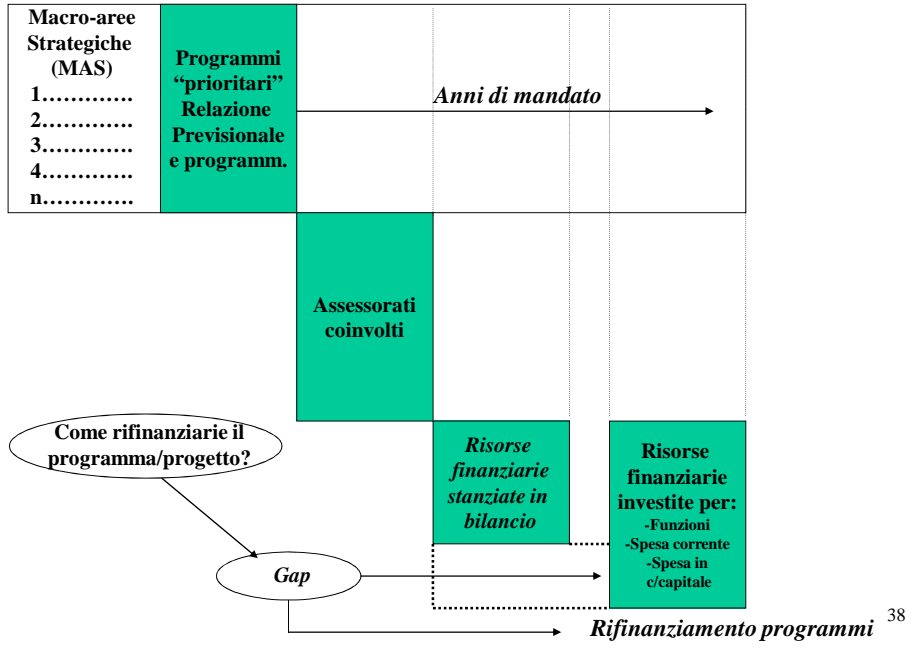 Macro-aree
Strategiche
(MAS)
1………….
2………….
3………….
4………….
n………….
Programmi
“prioritari”
Relazione
Previsionale
e programm.
Anni di mandato
Assessorati
coinvolti
Come rifinanziarie il
programma/progetto?
Risorse
finanziarie
stanziate in
bilancio
Risorse
finanziarie
investite per:
-Funzioni
-Spesa corrente
-Spesa in
c/capitale
Gap
Rifinanziamento programmi
38